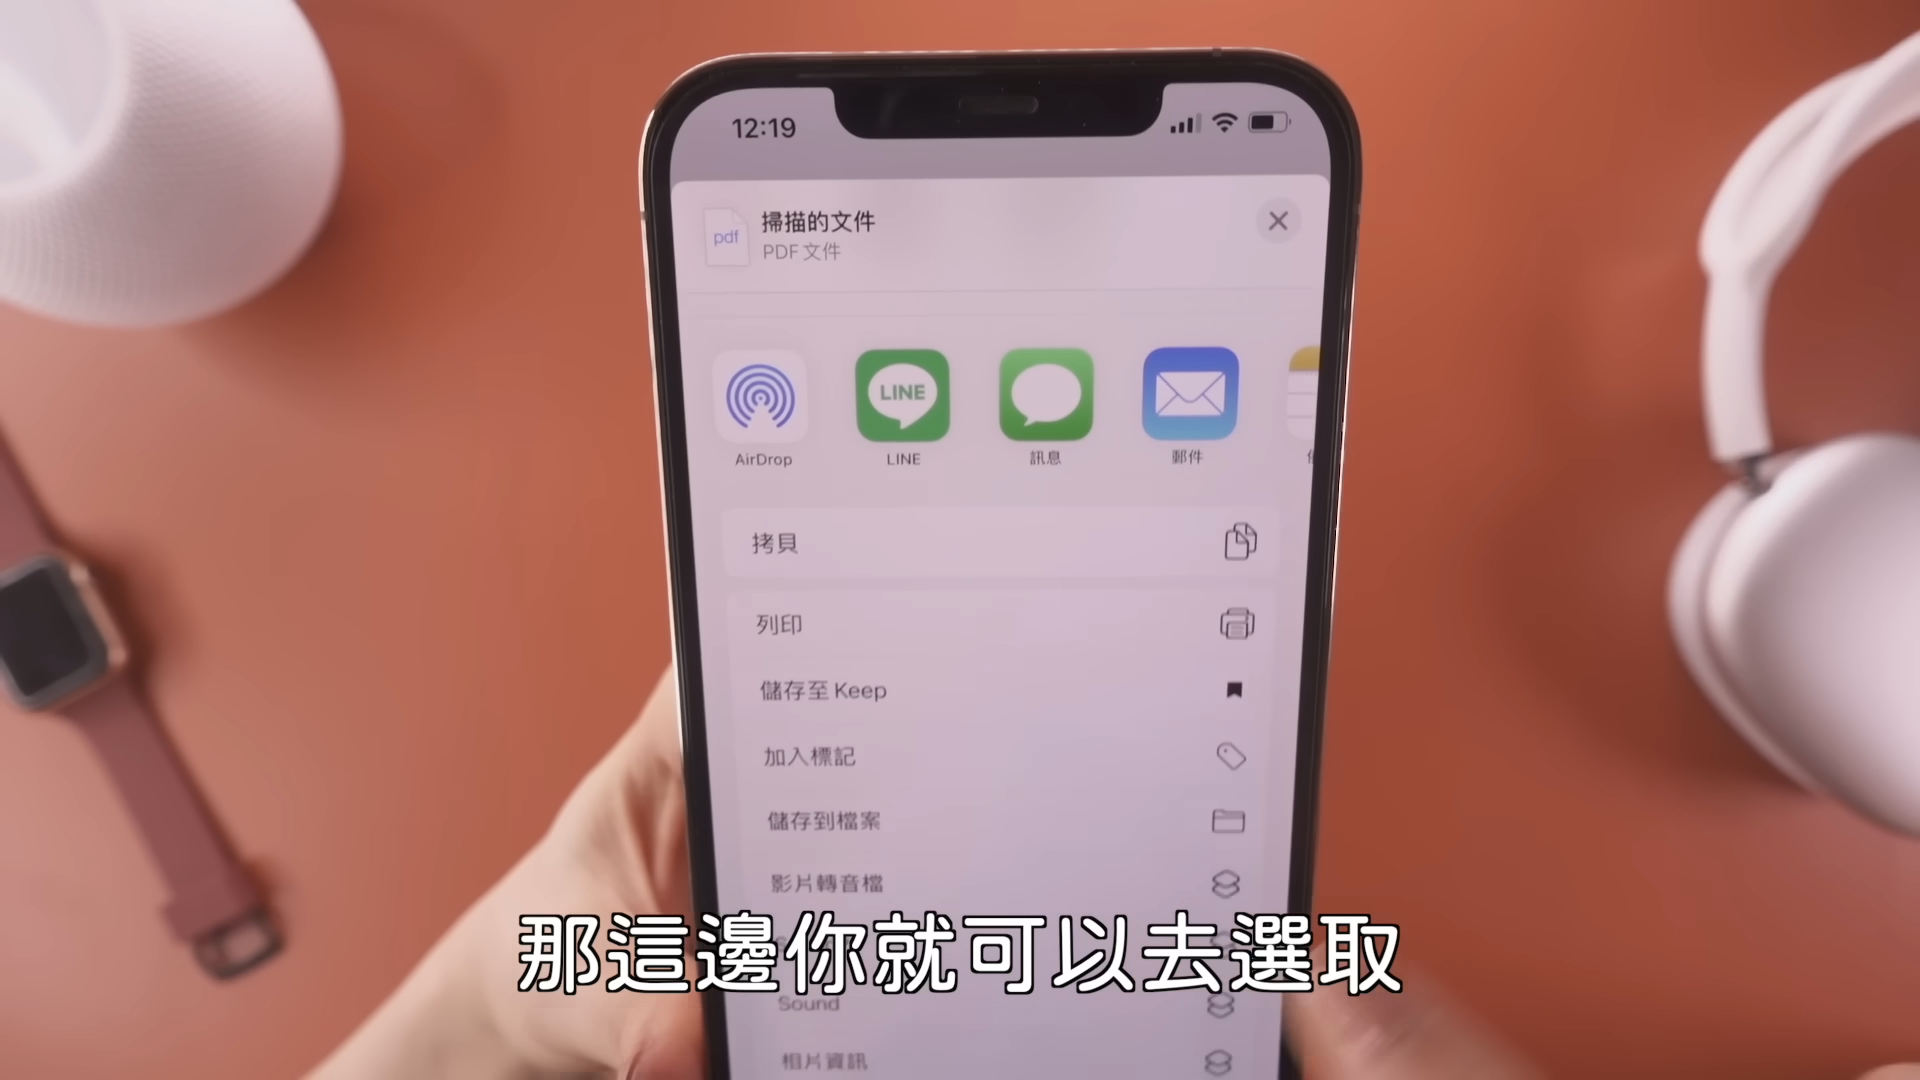 12:19
pdf
掃描的文件
PDF 文件
LINE
AirDrop
LINE
訊息
郵件
拷貝
列印
儲存至 Keep
加入標記
儲存到檔案
影片轉音檔
那這邊你就可以去選取
Sound
相片資訊